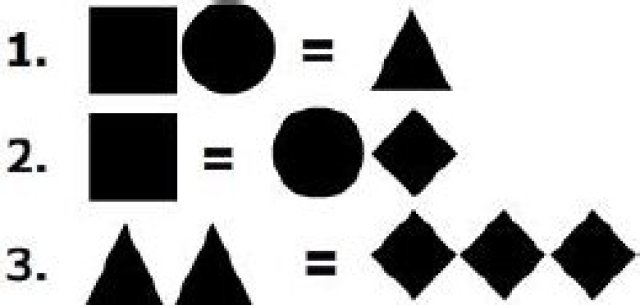 1. =
2. =
3. =